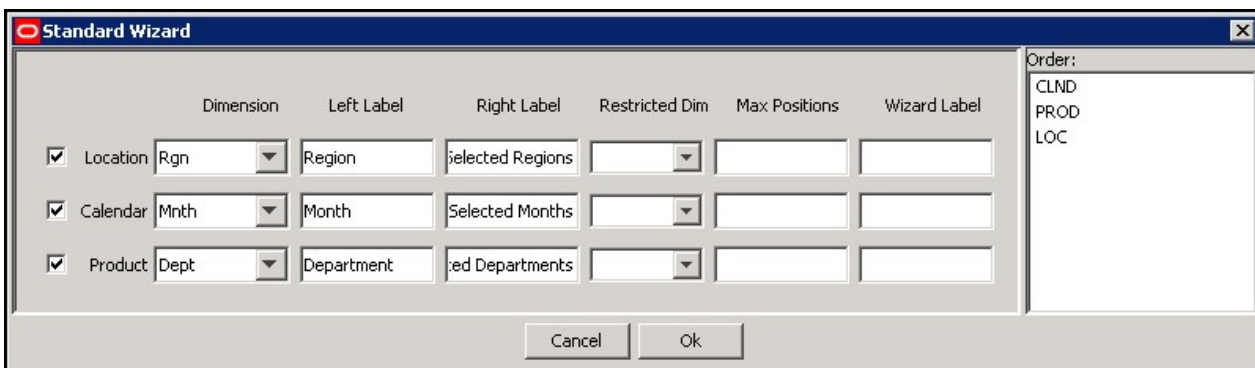 Standard Wizard
Order:
CLND
PROD
LOC
Dimension Left Label Right Label Restricted Dim Max Positions Wizard Label
Location Rgn Region Selected Regions
Calendar Mnth Month Selected Months
Product Dept Department ted Departments
Cancel Ok